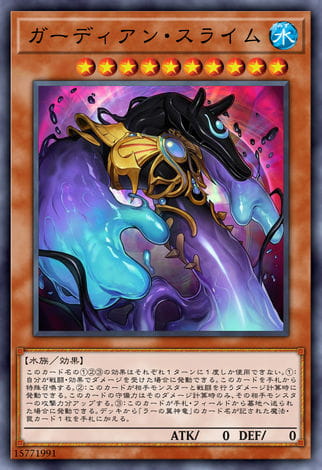 ガーディアン・スライム
水
【水族／効果】
このカード名の①②③の効果はそれぞれ１ターンに１度しか使用できない。①：
自分が戦闘・効果でダメージを受けた場合に発動できる。このカードを手札から
特殊召喚する。②：このカードが相手モンスターと戦闘を行うダメージ計算時に
発動できる。このカードの守備力はそのダメージ計算時のみ、その相手モンスター
の攻撃力分アップする。③：このカードが手札・フィールドから墓地へ送られ
た場合に発動できる。デッキから「ラーの翼神竜」のカード名が記された魔法・
罠カード１枚を手札に加える。
ATK/ 0 DEF/ 0
15771991